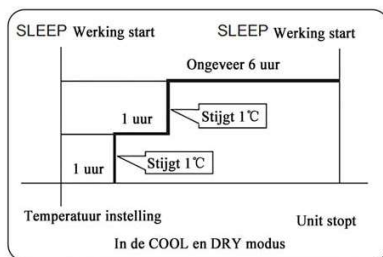 SLEEP Werking start
SLEEP Werking start
Ongeveer 6 uur
1 uur
Stijgt 1℃
1 uur
Stijgt 1℃
Temperatuur instelling
Unit stopt
In de COOL en DRY modus